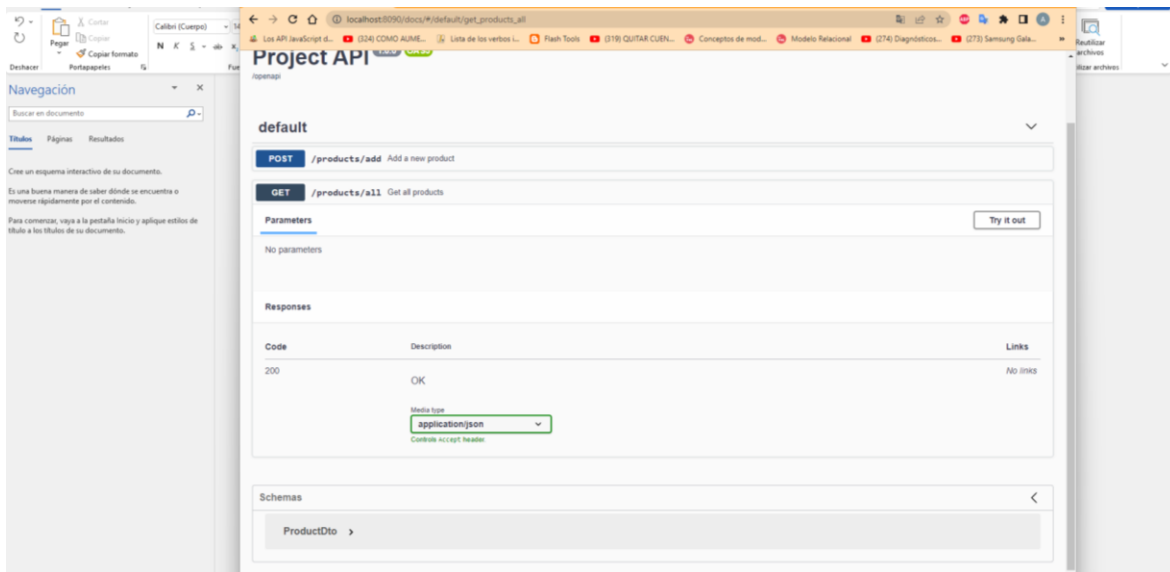 Cortar
Copiar
Pegar
Copiar formato
Deshacer
Portapapeles
Calibri (Cuerpo)
N K S
Fue
Navegación
Buscar en documento
Títulos Páginas Resultados
Cree un esquema interactivo de su documento.
Es una buena manera de saber dónde se encuentra o
moverse rápidamente por el contenido.
Para comenzar, vaya a la pestaña Inicio y aplique estilos de
título a los títulos de su documento.
localhost:8090/docs/#/default/get_products_all
Los API JavaScript d... (324) COMO AUME... Lista de los verbos i... Flash Tools (319) QUITAR CUEN... Conceptos de mod... Modelo Relacional (274) Diagnósticos... (273) Samsung Gala... »
Project API
/openapi
default
POST /products/add Add a new product
GET /products/all Get all products
Parameters Try it out
No parameters
Responses
Code Description Links
200 OK No links
Media type
application/json
Controls Accept header.
Schemas
ProductDto
Reutilizar
archivos
ilizar archivos